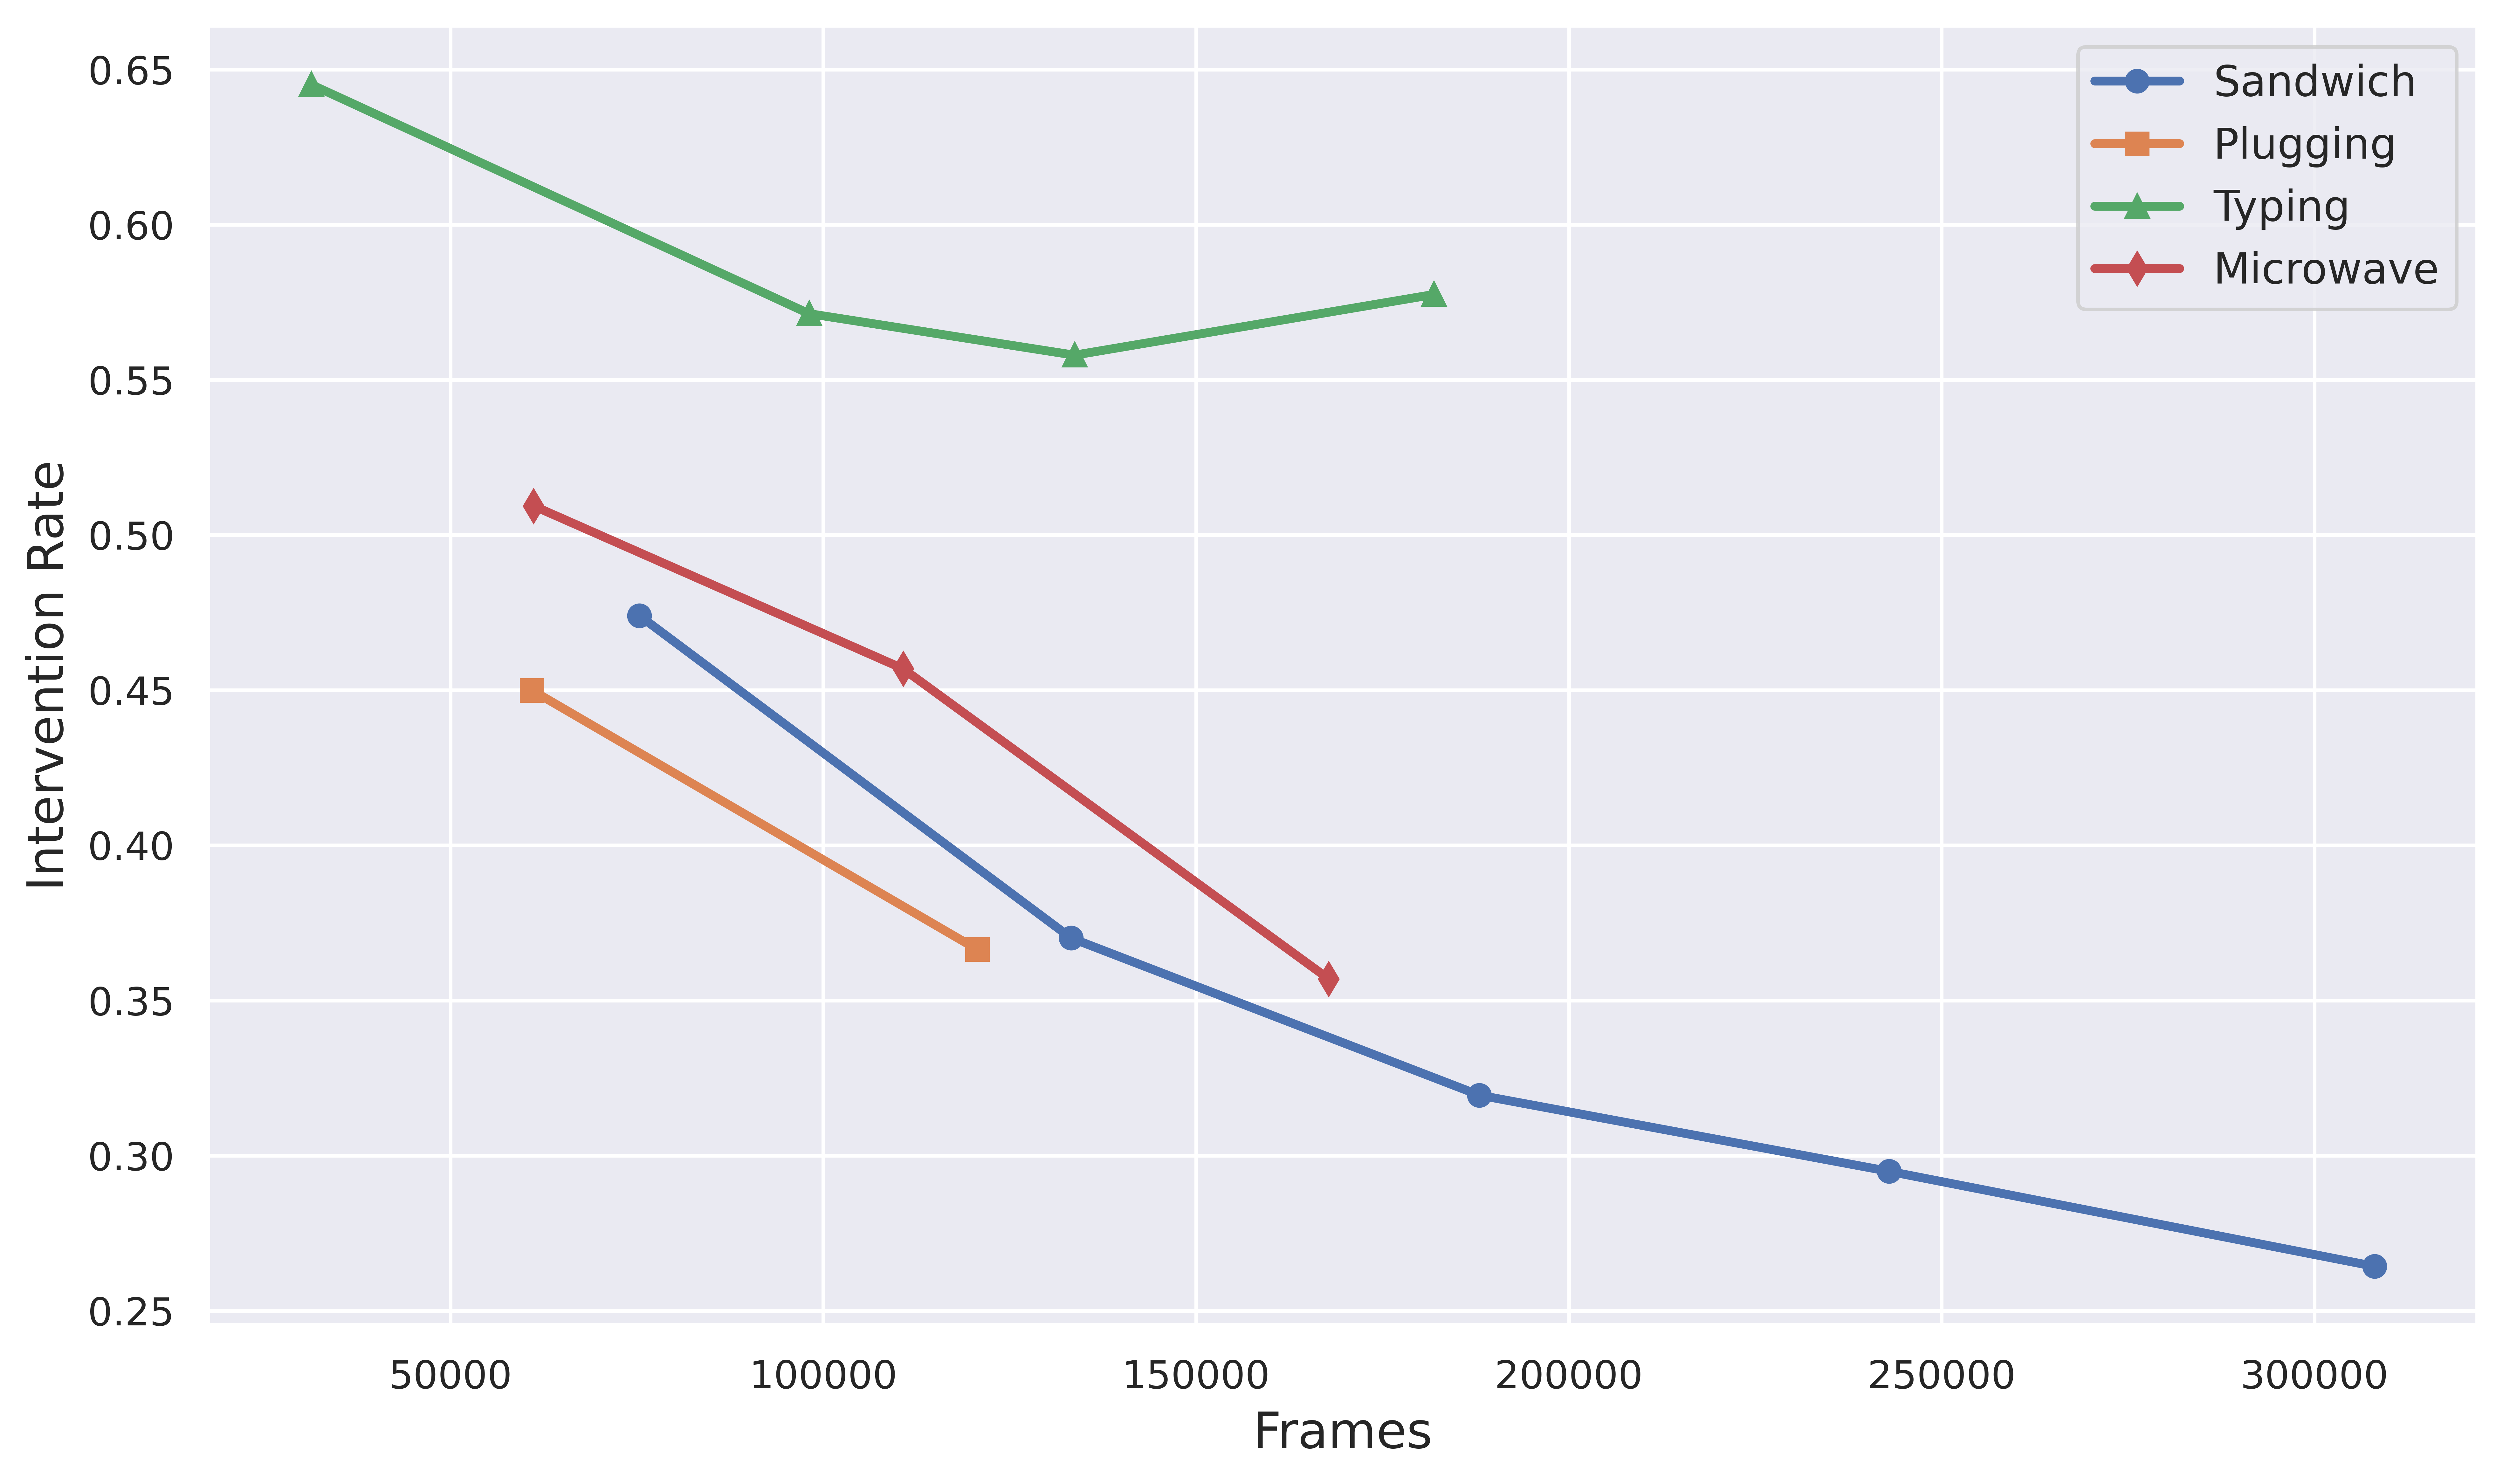 Sandwich
Plugging
Typing
Microwave
0.65
0.60
0.55
0.50
0.45
0.40
0.35
0.30
0.25
Intervention Rate
50000 100000 150000 200000 250000 300000
Frames